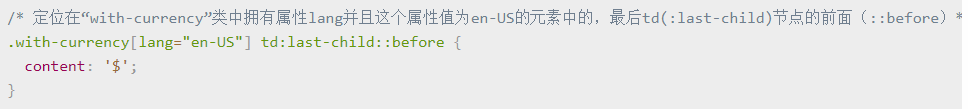 /* 定位在“with-currency”类中拥有属性lang并且这个属性值为en-US的元素中的，最后td(:last-child)节点的前面（::before）*
.with-currency[lang="en-US"] td:last-child::before {
  content: '$';
}